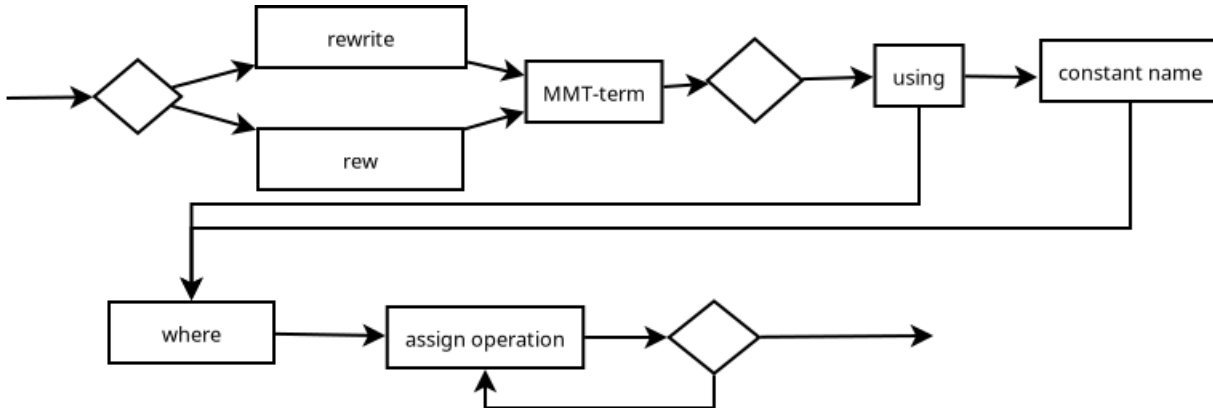 rewrite
rew
MMT-term
using
constant name
where
assign operation